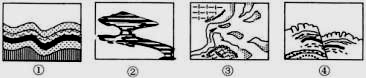 ① ② ③ ④